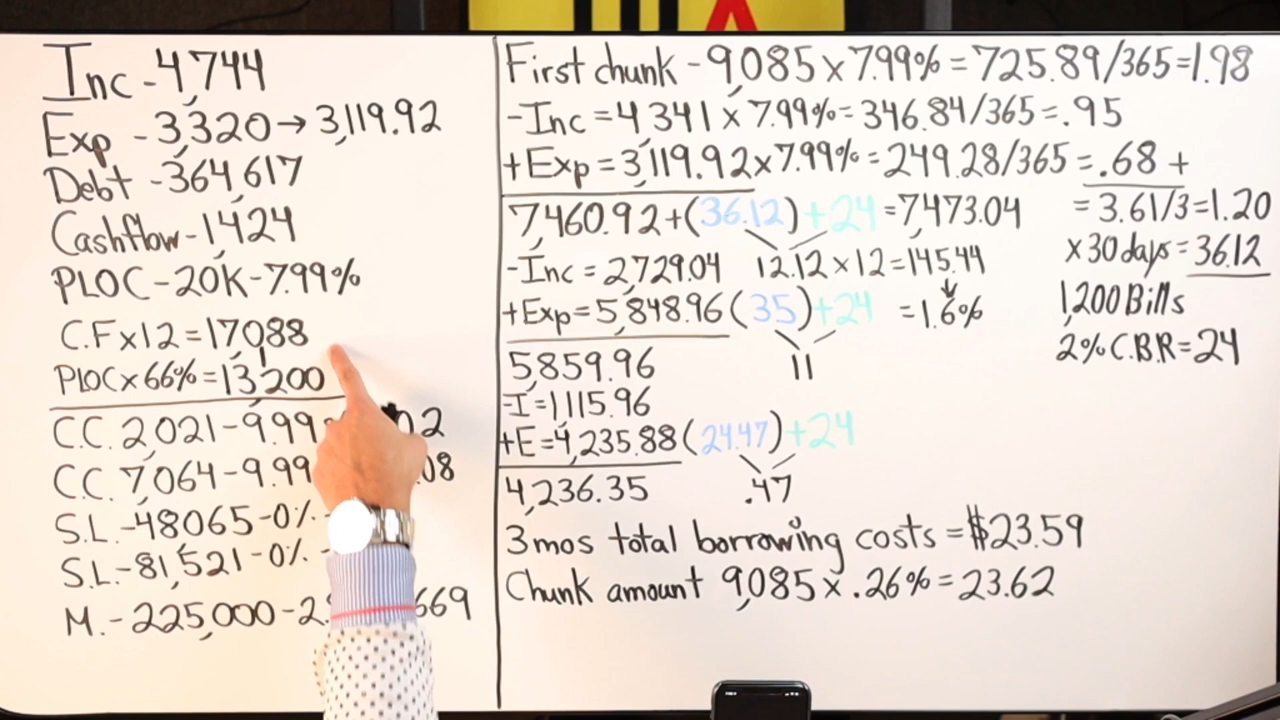 Inc - 4,744
Exp - 3,320 → 3,119.92
Debt - 364,617
Cashflow - 1,424
PLOC - 20K - 7.99%
C.F x 12 = 17,088
PLOC x 66% = 13,200
C.C. 2,021 - 9.99
C.C. 7,064 - 9.99
S.L. - 48065 - 0% -
S.L. - 81,521 - 0% -
M. - 225,000 - 2. 669
First chunk - 9,085 x 7.99% = 725.89/365 = 1.98
- Inc = 4,341 x 7.99% = 346.84/365 = .95
+ Exp = 3,119.92 x 7.99% = 249.28/365 = .68 +
7,460.92 + (36.12) + 24 = 7,473.04
= 3.61/3 = 1.20
- Inc = 2,729.04
12.12 x 12 = 145.44
x 30 days = 36.12
+ Exp = 5,848.96 (35) + 24 = 1.6%
1,200 Bills
5,859.96
11
2% C.B.R = 24
- I = 1115.96
+ E = 4,235.88 (24.47) + 24
4,236.35
.47
3 mos total borrowing costs = $23.59
Chunk amount 9,085 x .26% = 23.62